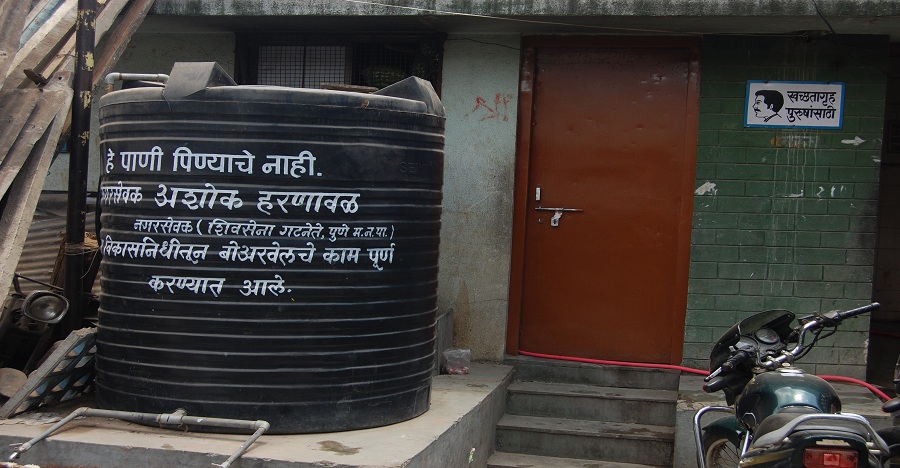 हे पाणी पिण्याचे नाही.
अशोक हरणावळ
नगरसेवक ( शिवसेना गटनेते, पुणे म.न.पा.)
विकासनिधीतून बोअरवेलचे काम पूर्ण
करण्यात आले.
स्वच्छतागृह
पुरुषांसाठी